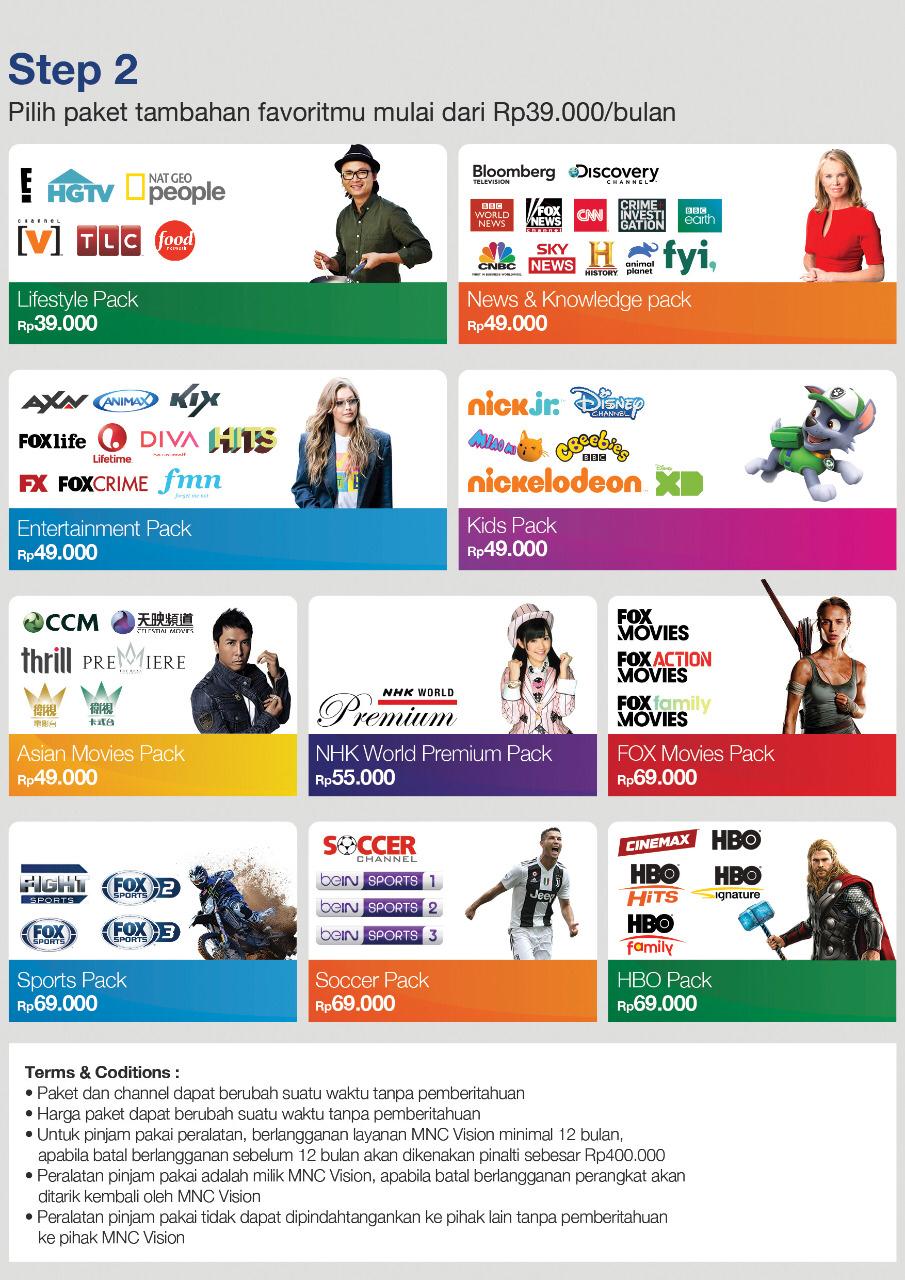 Step 2
Pilih paket tambahan favoritmu mulai dari Rp39.000/bulan
E!
HGTV
NAT GEO
people
channel
[V]
TLC
food
NETWORK
Lifestyle Pack
Rp39.000
Bloomberg
TELEVISION
Discovery
CHANNEL
BBC
WORLD
NEWS
FOX
NEWS
channel
CNN
CRIME
INVESTI
GATION
BBC
earth
CNBC
FIRST IN BUSINESS WORLDWIDE
SKY
NEWS
H
HISTORY
animal
planet
fyi,
News & Knowledge pack
Rp49.000
AXN
ANIMAX
KIX
FOXlife
L
Lifetime
DIVA
HITS
FX
FOXCRIME
fmn
forget me not
Entertainment Pack
Rp49.000
nick jr.
Disney
CHANNEL
Miao mi
CBeebies
BBC
nickelodeon
Disney
XD
Kids Pack
Rp49.000
CCM
天映頻道
CELESTIAL MOVIES
thrill
PREMIERE
衛視
電影台
衛視
卡式台
Asian Movies Pack
Rp49.000
NHK WORLD
Premium
NHK World Premium Pack
Rp55.000
FOX
MOVIES
FOX ACTION
MOVIES
FOX family
MOVIES
FOX Movies Pack
Rp69.000
FIGHT
SPORTS
FOX
SPORTS
2
FOX
SPORTS
FOX
SPORTS
3
Sports Pack
Rp69.000
SOCCER
CHANNEL
beIN SPORTS 1
beIN SPORTS 2
beIN SPORTS 3
Jeep
Soccer Pack
Rp69.000
CINEMAX
HBO
HBO
HiTS
HBO
Signature
HBO
family
HBO Pack
Rp69.000
Terms & Coditions :
• Paket dan channel dapat berubah suatu waktu tanpa pemberitahuan
• Harga paket dapat berubah suatu waktu tanpa pemberitahuan
• Untuk pinjam pakai peralatan, berlangganan layanan MNC Vision minimal 12 bulan,
apabila batal berlangganan sebelum 12 bulan akan dikenakan pinalti sebesar Rp400.000
• Peralatan pinjam pakai adalah milik MNC Vision, apabila batal berlangganan perangkat akan
ditarik kembali oleh MNC Vision
• Peralatan pinjam pakai tidak dapat dipindahtangankan ke pihak lain tanpa pemberitahuan
ke pihak MNC Vision